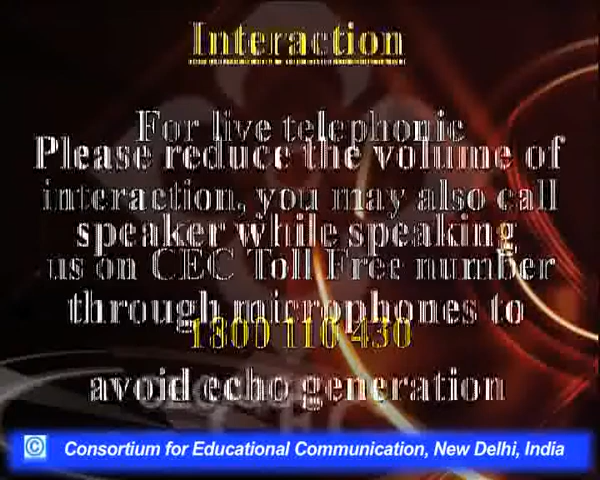 Interaction
For live telephonic
Please reduce the volume of
interaction, you may also call
speaker while speaking
us on CEC Toll Free number
through microphones to
1800 110 430
avoid echo generation
© Consortium for Educational Communication, New Delhi, India